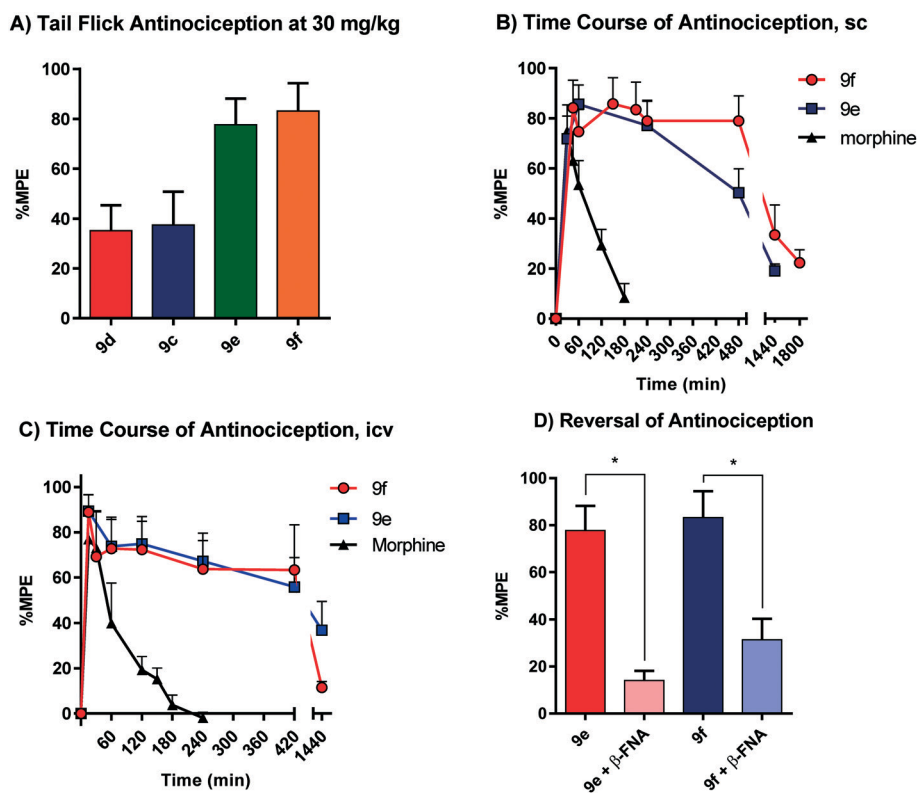 A) Tail Flick Antinociception at 30 mg/kg
100
80
60
40
20
0
%MPE
9d
9c
9e
9f
B) Time Course of Antinociception, sc
100
80
60
40
20
0
%MPE
0
60
120
180
240
300
360
420
480
1440
1800
Time (min)
9f
9e
morphine
C) Time Course of Antinociception, icv
100
80
60
40
20
0
%MPE
60
120
180
240
300
360
420
1440
Time (min)
9f
9e
Morphine
D) Reversal of Antinociception
100
80
60
40
20
0
%MPE
*
*
9e
9e + β-FNA
9f
9f + β-FNA